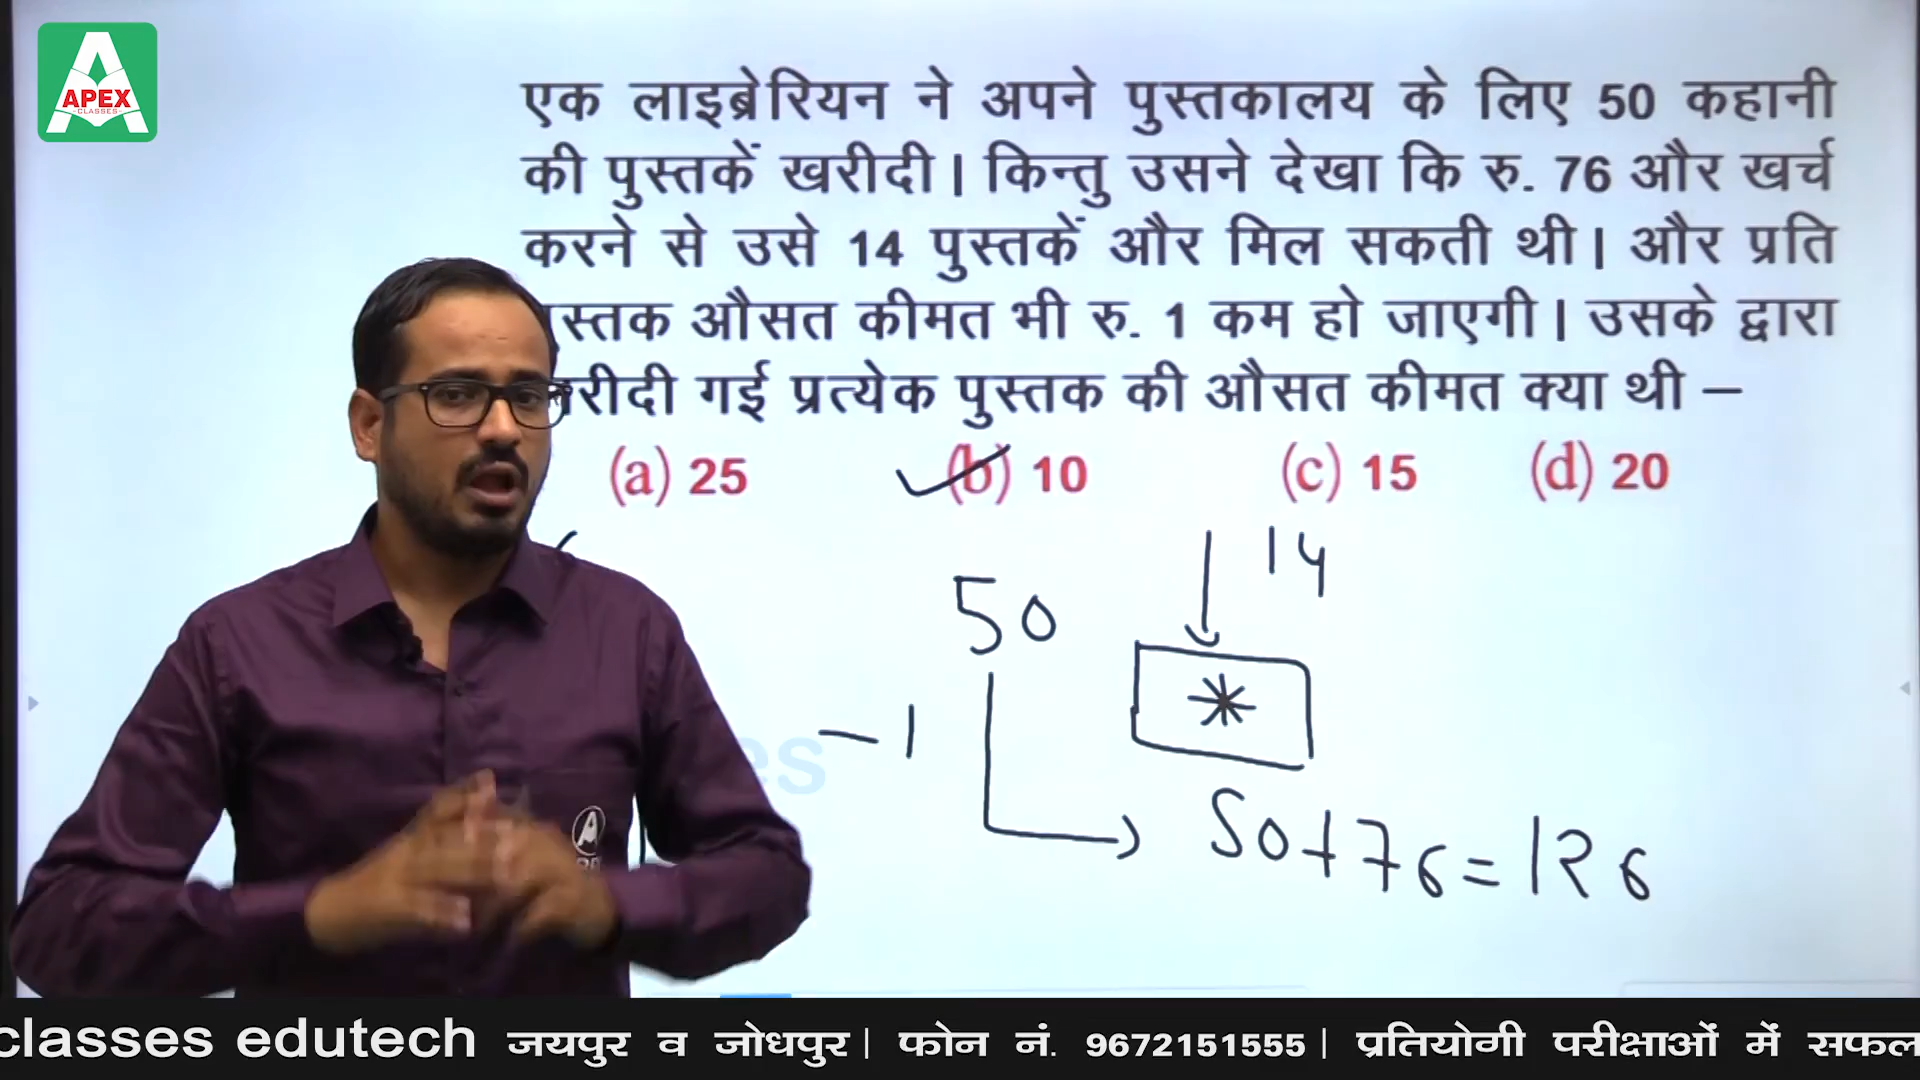 APEX
CLASSES
एक लाइब्रेरियन ने अपने पुस्तकालय के लिए 50 कहानी
की पुस्तकें खरीदी। किन्तु उसने देखा कि रु. 76 और खर्च
करने से उसे 14 पुस्तकें और मिल सकती थी। और प्रति
स्तक औसत कीमत भी रु. 1 कम हो जाएगी। उसके द्वारा
रीदी गई प्रत्येक पुस्तक की औसत कीमत क्या थी –
(a) 25 (b) 10 (c) 15 (d) 20
14
50
*
-1
50+76=126
classes edutech जयपुर व जोधपुर| फोन नं. 9672151555| प्रतियोगी परीक्षाओं में सफल